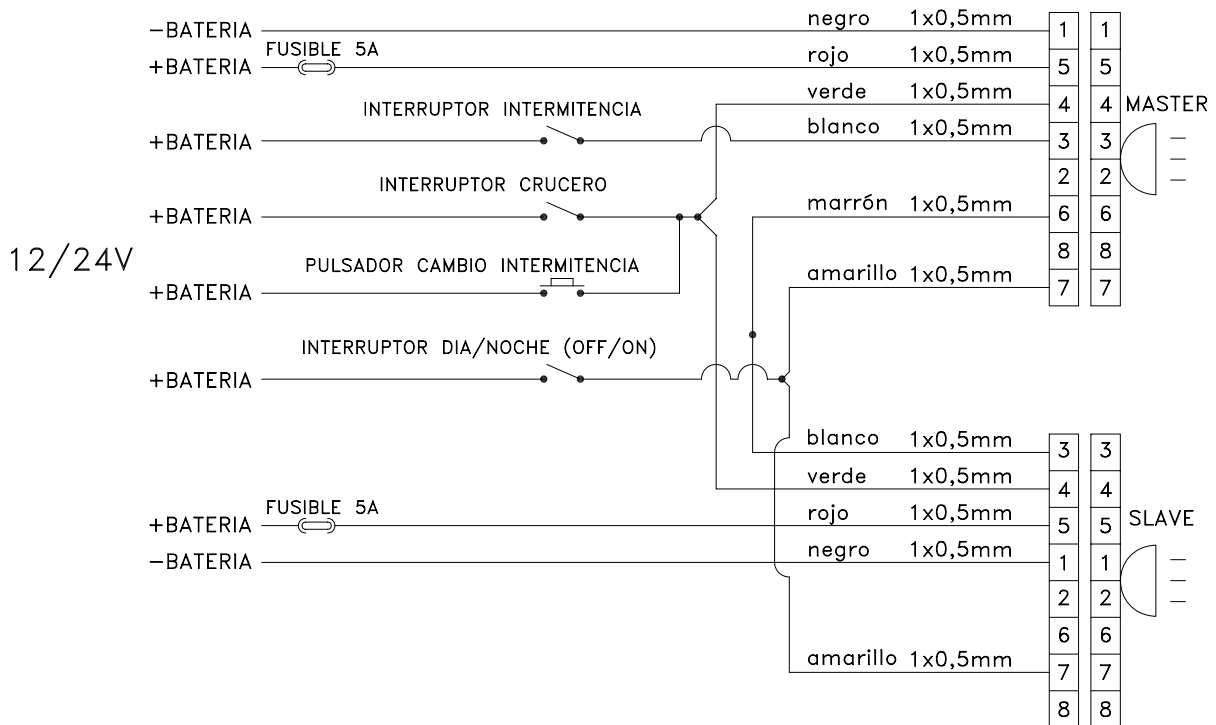 negro 1x0,5mm
−BATERIA
1 1
FUSIBLE 5A
rojo 1x0,5mm
+BATERIA
5 5
verde 1x0,5mm
4 4
MASTER
INTERRUPTOR INTERMITENCIA
blanco 1x0,5mm
+BATERIA
3 3
2 2
INTERRUPTOR CRUCERO
marrón 1x0,5mm
+BATERIA
6 6
12/24V
8 8
PULSADOR CAMBIO INTERMITENCIA
amarillo 1x0,5mm
+BATERIA
7 7
INTERRUPTOR DIA/NOCHE (OFF/ON)
+BATERIA
blanco 1x0,5mm
3 3
verde 1x0,5mm
4 4
FUSIBLE 5A
rojo 1x0,5mm
+BATERIA
5 5
SLAVE
negro 1x0,5mm
−BATERIA
1 1
2 2
6 6
amarillo 1x0,5mm
7 7
8 8